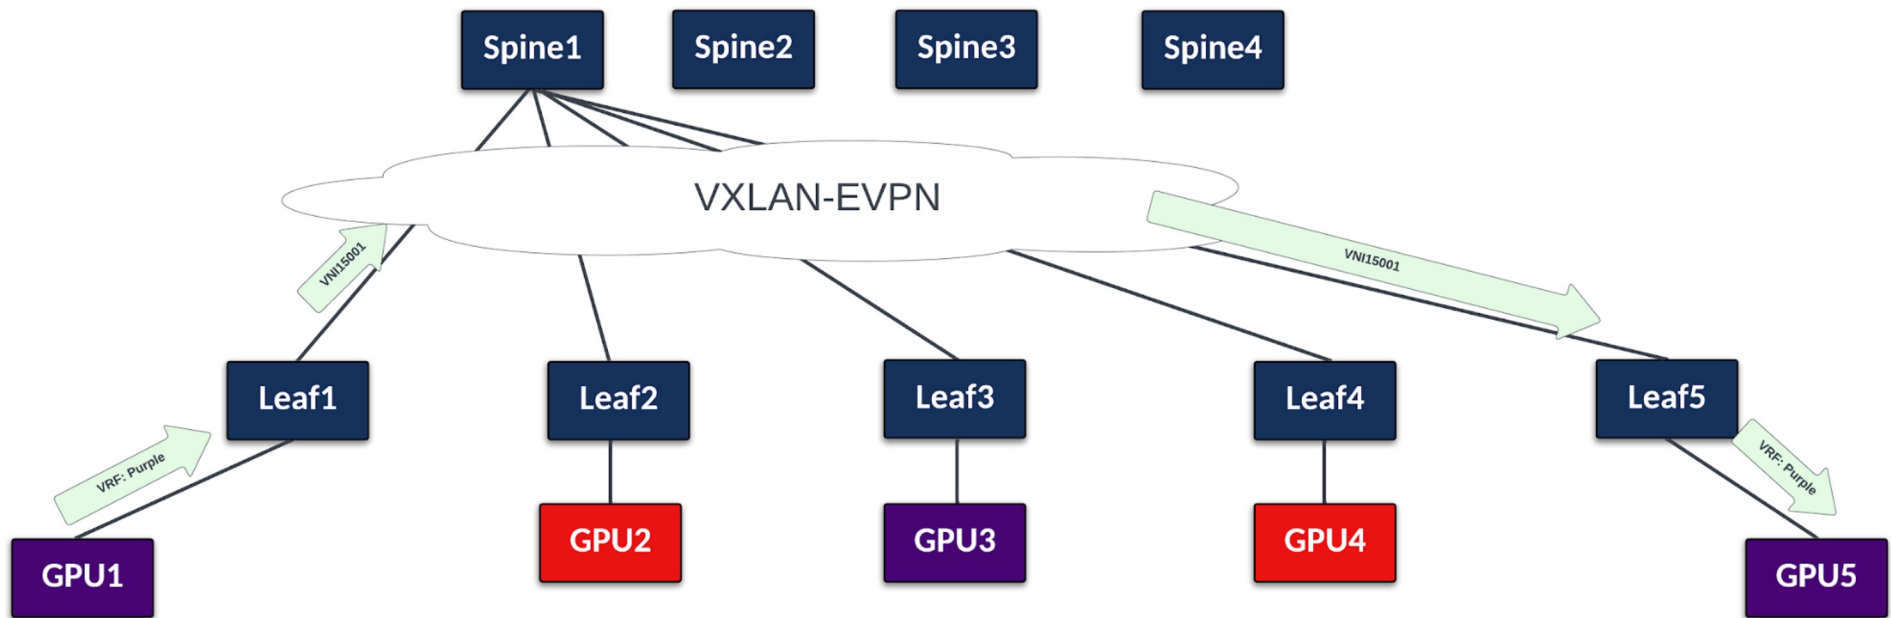 Spine1
Spine2
Spine3
Spine4
VXLAN-EVPN
VNI15001
VNI15001
Leaf1
Leaf2
Leaf3
Leaf4
Leaf5
VRF: Purple
VRF: Purple
GPU1
GPU2
GPU3
GPU4
GPU5